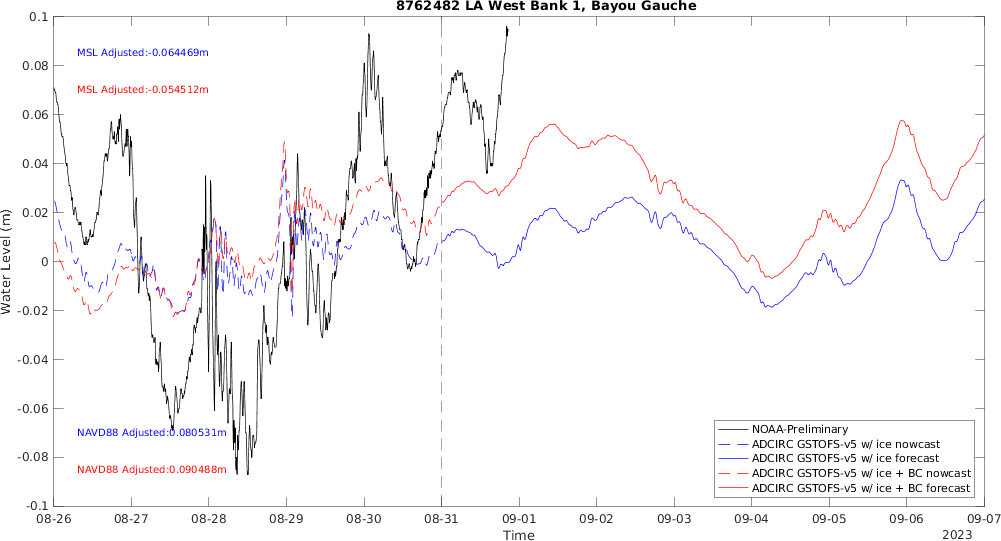 8762482 LA West Bank 1, Bayou Gauche
MSL Adjusted:-0.064469m
MSL Adjusted:-0.054512m
NAVD88 Adjusted:0.080531m
NAVD88 Adjusted:0.090488m
Water Level (m)
0.1
0.08
0.06
0.04
0.02
0
-0.02
-0.04
-0.06
-0.08
-0.1
NOAA-Preliminary
ADCIRC GSTOFS-v5 w/ ice nowcast
ADCIRC GSTOFS-v5 w/ ice forecast
ADCIRC GSTOFS-v5 w/ ice + BC nowcast
ADCIRC GSTOFS-v5 w/ ice + BC forecast
08-26 08-27 08-28 08-29 08-30 08-31 09-01 09-02 09-03 09-04 09-05 09-06 09-07
Time
2023